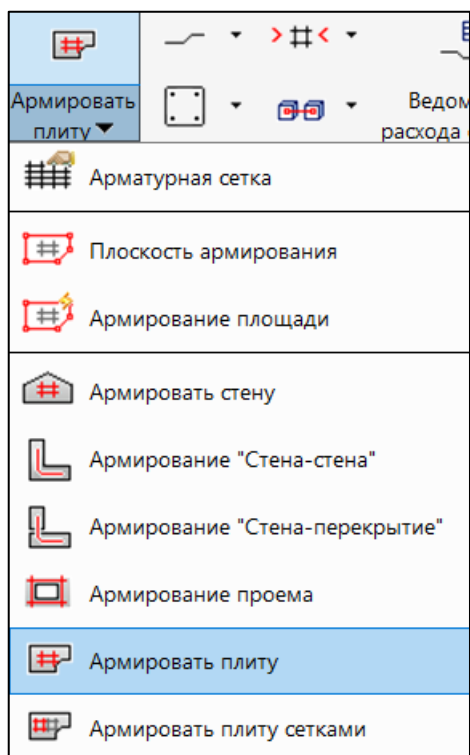 Армировать
плиту
расхода
Арматурная сетка
Плоскость армирования
Армирование площади
Армировать стену
Армирование "Стена-стена"
Армирование "Стена-перекрытие"
Армирование проема
Армировать плиту
Армировать плиту сетками